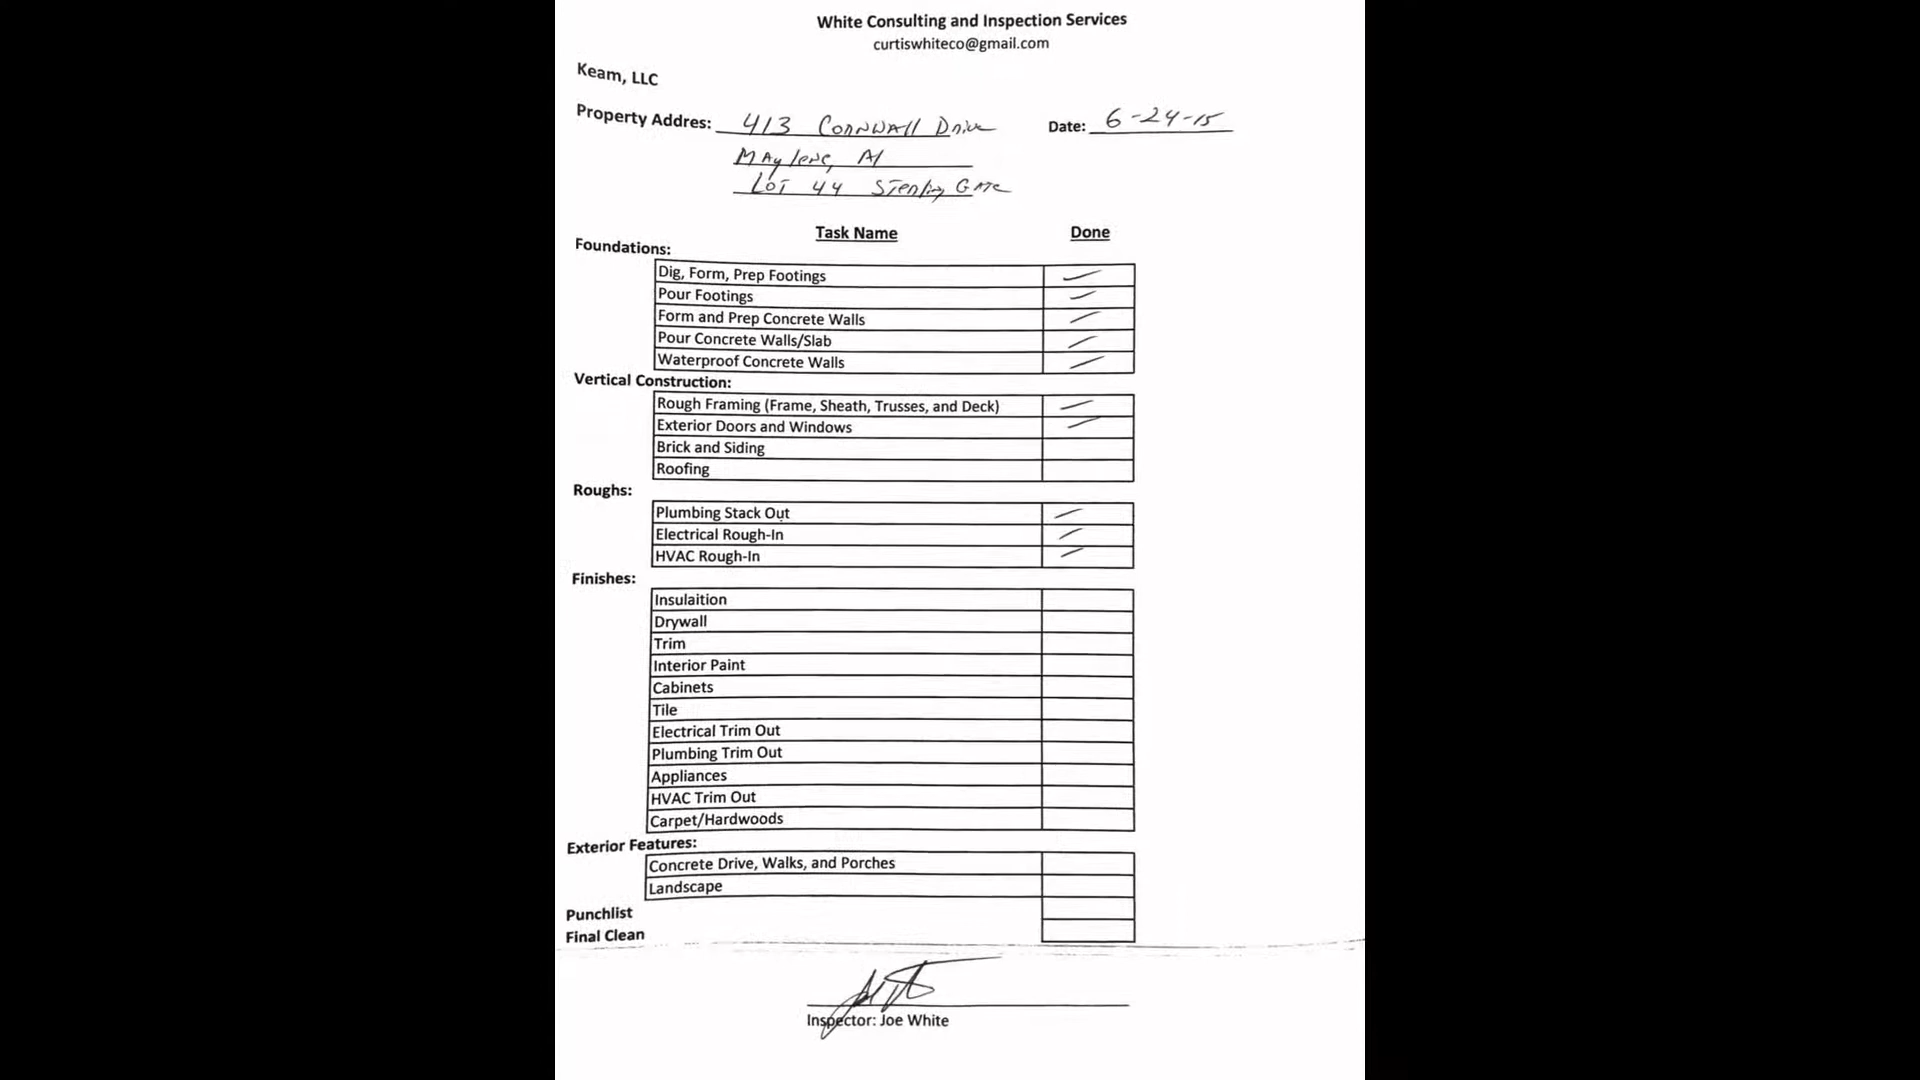 White Consulting and Inspection Services
curtiswhiteco@gmail.com
Keam, LLC
Property Addres: 413 Cornwall Drive Date: 6-24-15
Maylene, Al
Lot 44 Sterling Gate
Task Name Done
Foundations:
Dig, Form, Prep Footings
Pour Footings
Form and Prep Concrete Walls
Pour Concrete Walls/Slab
Waterproof Concrete Walls
Vertical Construction:
Rough Framing (Frame, Sheath, Trusses, and Deck)
Exterior Doors and Windows
Brick and Siding
Roofing
Roughs:
Plumbing Stack Out
Electrical Rough-In
HVAC Rough-In
Finishes:
Insulaition
Drywall
Trim
Interior Paint
Cabinets
Tile
Electrical Trim Out
Plumbing Trim Out
Appliances
HVAC Trim Out
Carpet/Hardwoods
Exterior Features:
Concrete Drive, Walks, and Porches
Landscape
Punchlist
Final Clean
Inspector: Joe White